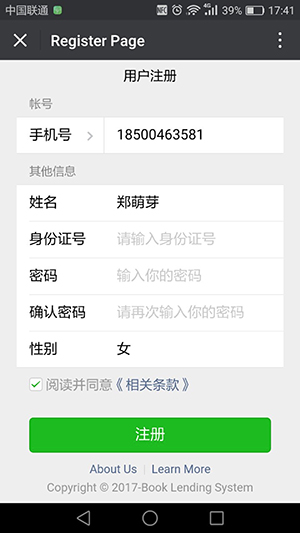 中国联通 39% 17:41
Register Page
用户注册
帐号
手机号 18500463581
其他信息
姓名 郑萌芽
身份证号 请输入身份证号
密码 输入你的密码
确认密码 请再次输入你的密码
性别 女
阅读并同意《相关条款》
注册
About Us | Learn More
Copyright © 2017-Book Lending System